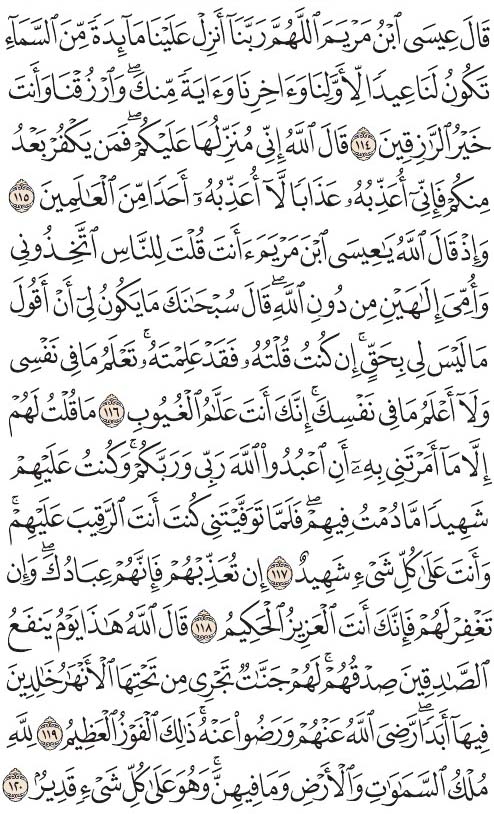 قَالَ عِيسَى ٱبۡنُ مَرۡيَمَ ٱللَّهُمَّ رَبَّنَآ أَنزِلۡ عَلَيۡنَا مَآئِدَةٗ مِّنَ ٱلسَّمَآءِ
تَكُونُ لَنَا عِيدٗا لِّأَوَّلِنَا وَءَاخِرِنَا وَءَايَةٗ مِّنكَۖ وَٱرۡزُقۡنَا وَأَنتَ
خَيۡرُ ٱلرَّٰزِقِينَ ١١٤ قَالَ ٱللَّهُ إِنِّي مُنَزِّلُهَا عَلَيۡكُمۡۖ فَمَن يَكۡفُرۡ بَعۡدُ
مِنكُمۡ فَإِنِّيٓ أُعَذِّبُهُۥ عَذَابٗا لَّآ أُعَذِّبُهُۥٓ أَحَدٗا مِّنَ ٱلۡعَٰلَمِينَ ١١٥
وَإِذۡ قَالَ ٱللَّهُ يَٰعِيسَى ٱبۡنَ مَرۡيَمَ ءَأَنتَ قُلۡتَ لِلنَّاسِ ٱتَّخِذُونِي
وَأُمِّيَ إِلَٰهَيۡنِ مِن دُونِ ٱللَّهِۖ قَالَ سُبۡحَٰنَكَ مَا يَكُونُ لِيٓ أَنۡ أَقُولَ
مَا لَيۡسَ لِي بِحَقٍّۚ إِن كُنتُ قُلۡتُهُۥ فَقَدۡ عَلِمۡتَهُۥۚ تَعۡلَمُ مَا فِي نَفۡسِي
وَلَآ أَعۡلَمُ مَا فِي نَفۡسِكَۚ إِنَّكَ أَنتَ عَلَّٰمُ ٱلۡغُيُوبِ ١١٦ مَا قُلۡتُ لَهُمۡ
إِلَّا مَآ أَمَرۡتَنِي بِهِۦٓ أَنِ ٱعۡبُدُواْ ٱللَّهَ رَبِّي وَرَبَّكُمۡۚ وَكُنتُ عَلَيۡهِمۡ
شَهِيدٗا مَّا دُمۡتُ فِيهِمۡۖ فَلَمَّا تَوَفَّيۡتَنِي كُنتَ أَنتَ ٱلرَّقِيبَ عَلَيۡهِمۡۚ
وَأَنتَ عَلَىٰ كُلِّ شَيۡءٖ شَهِيدٌ ١١٧ إِن تُعَذِّبۡهُمۡ فَإِنَّهُمۡ عِبَادُكَۖ وَإِن
تَغۡفِرۡ لَهُمۡ فَإِنَّكَ أَنتَ ٱلۡعَزِيزُ ٱلۡحَكِيمُ ١١٨ قَالَ ٱللَّهُ هَٰذَا يَوۡمُ يَنفَعُ
ٱلصَّٰدِقِينَ صِدۡقُهُمۡۚ لَهُمۡ جَنَّٰتٞ تَجۡرِي مِن تَحۡتِهَا ٱلۡأَنۡهَٰرُ خَٰلِدِينَ
فِيهَآ أَبَدٗاۖ رَّضِيَ ٱللَّهُ عَنۡهُمۡ وَرَضُواْ عَنۡهُۚ ذَٰلِكَ ٱلۡفَوۡزُ ٱلۡعَظِيمُ ١١٩ لِلَّهِ
مُلۡكُ ٱلسَّمَٰوَٰتِ وَٱلۡأَرۡضِ وَمَا فِيهِنَّۚ وَهُوَ عَلَىٰ كُلِّ شَيۡءٖ قَدِيرُۢ ١٢٠